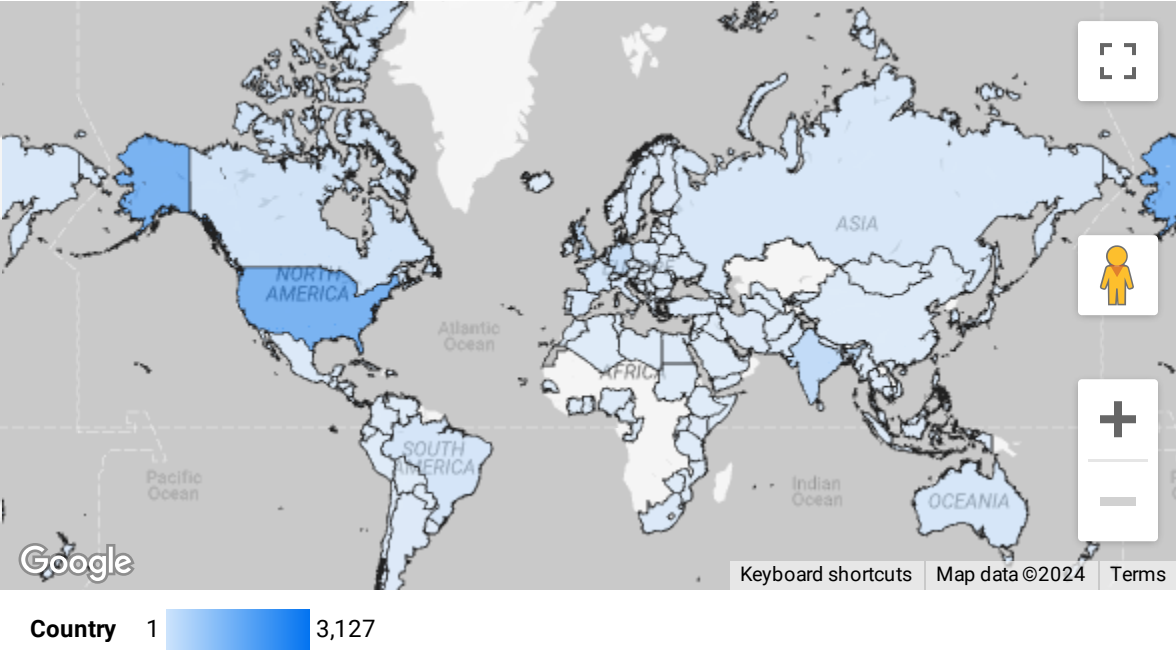 ASIA
NORTH
AMERICA
Atlantic
Ocean
AFRICA
SOUTH
AMERICA
Pacific
Ocean
Indian
Ocean
OCEANIA
Google
Keyboard shortcuts
Map data ©2024
Terms
Country 1 3,127